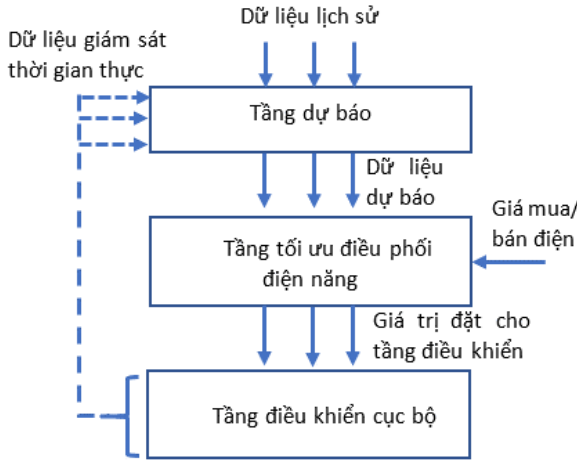 Dữ liệu lịch sử
Dữ liệu giám sát
thời gian thực
Tầng dự báo
Dữ liệu
dự báo
Giá mua/
bán điện
Tầng tối ưu điều phối
điện năng
Giá trị đặt cho
tầng điều khiển
Tầng điều khiển cục bộ